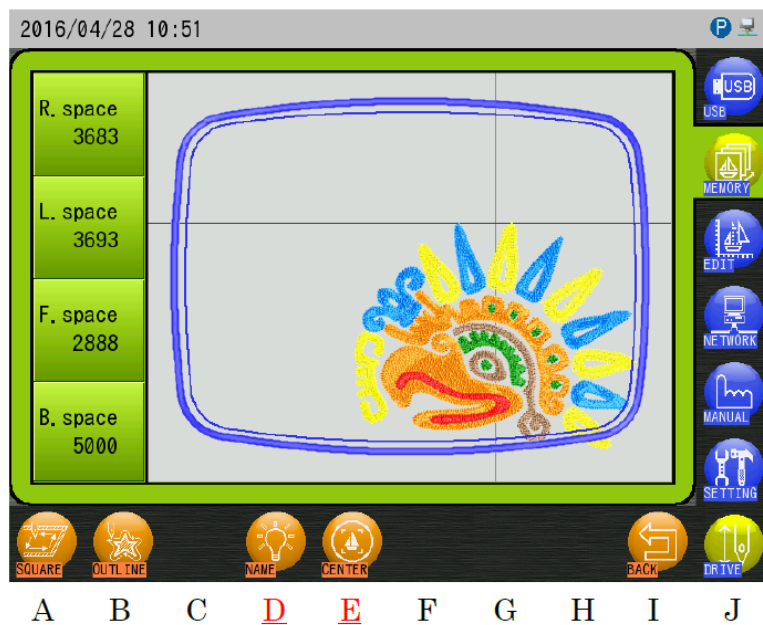 2016/04/28 10:51
P
R. space
3683
L. space
3693
F. space
2888
B. space
5000
USB
USB
MEMORY
EDIT
NETWORK
MANUAL
SETTING
SQUARE
OUTLINE
NAME
CENTER
BACK
DRIVE
A B C D E F G H I J